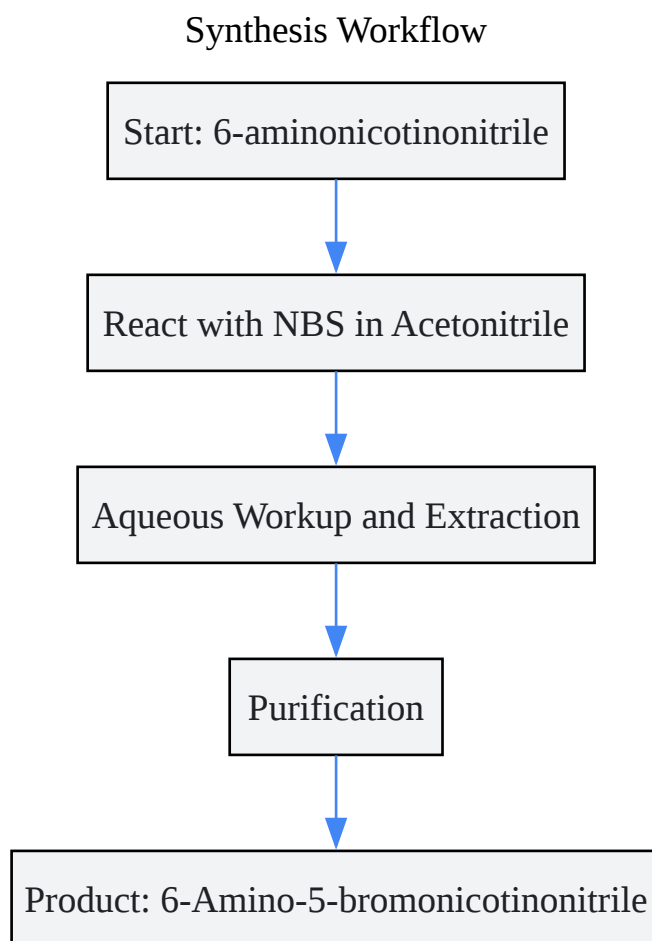 Synthesis Workflow
Start: 6-aminonicotinonitrile
React with NBS in Acetonitrile
Aqueous Workup and Extraction
Purification
Product: 6-Amino-5-bromonicotinonitrile